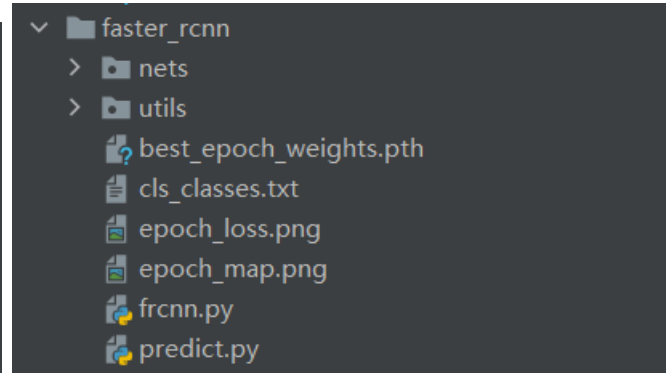 faster_rcnn
nets
utils
best_epoch_weights.pth
cls_classes.txt
epoch_loss.png
epoch_map.png
frcnn.py
predict.py